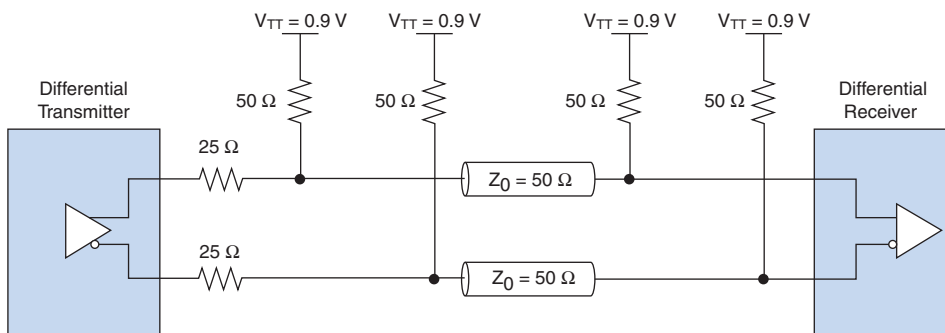 V_TT = 0.9 V V_TT = 0.9 V V_TT = 0.9 V V_TT = 0.9 V
Differential
Transmitter
Differential
Receiver
50 Ω 50 Ω 50 Ω 50 Ω
25 Ω
Z_0 = 50 Ω
25 Ω
Z_0 = 50 Ω